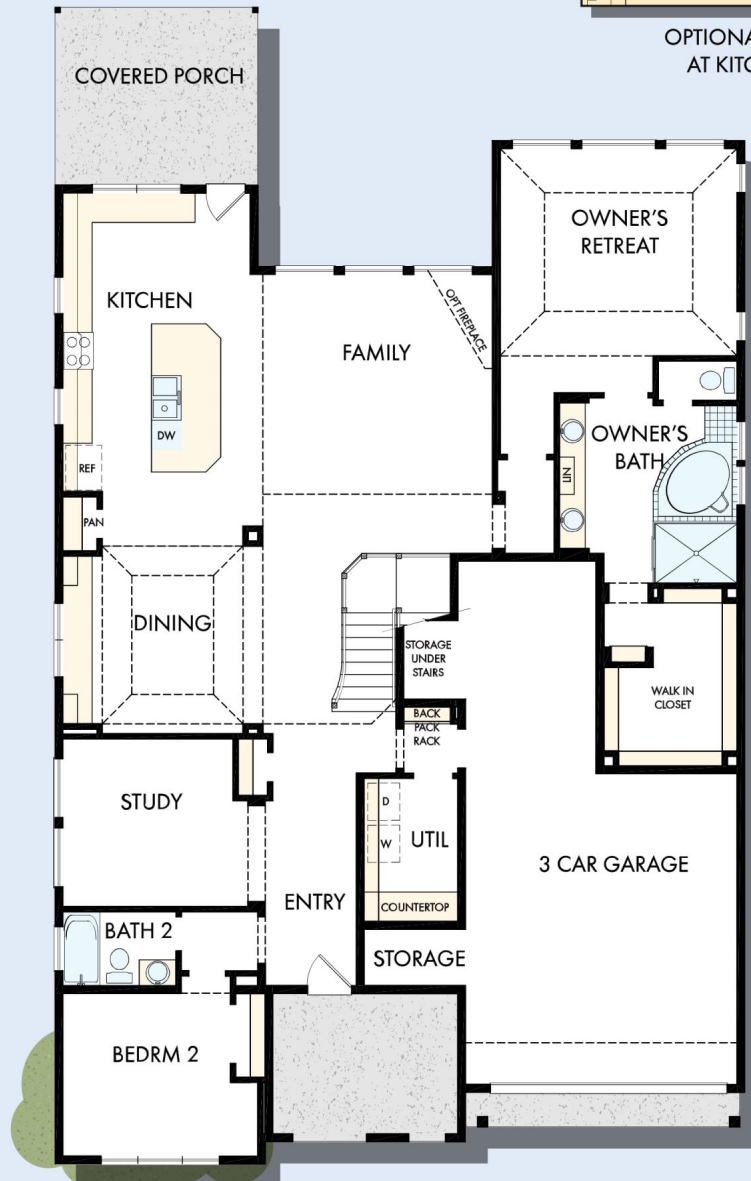 OPTIONA
AT KITC
COVERED PORCH
OWNER'S
RETREAT
KITCHEN
OPT FIREPLACE
FAMILY
DW
OWNER'S
BATH
LIN
REF
PAN
DINING
STORAGE
UNDER
STAIRS
WALK IN
CLOSET
BACK
PACK
RACK
STUDY
D
W
UTIL
3 CAR GARAGE
ENTRY
COUNTERTOP
BATH 2
STORAGE
BEDRM 2